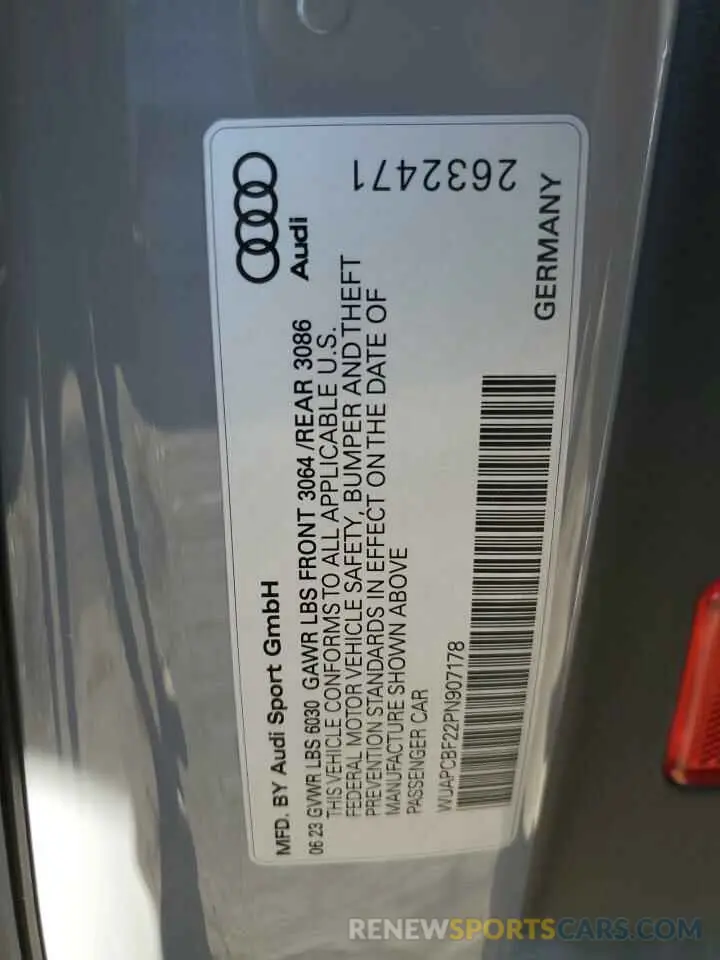 MFD. BY Audi Sport GmbH
Audi
06 23 GVWR LBS 6030 GAWR LBS FRONT 3064 /REAR 3086
THIS VEHICLE CONFORMS TO ALL APPLICABLE U.S.
FEDERAL MOTOR VEHICLE SAFETY, BUMPER AND THEFT
PREVENTION STANDARDS IN EFFECT ON THE DATE OF
MANUFACTURE SHOWN ABOVE
PASSENGER CAR
WUAPCBF22PN907178
2632471
GERMANY
RENEWSPORTSCARS.COM